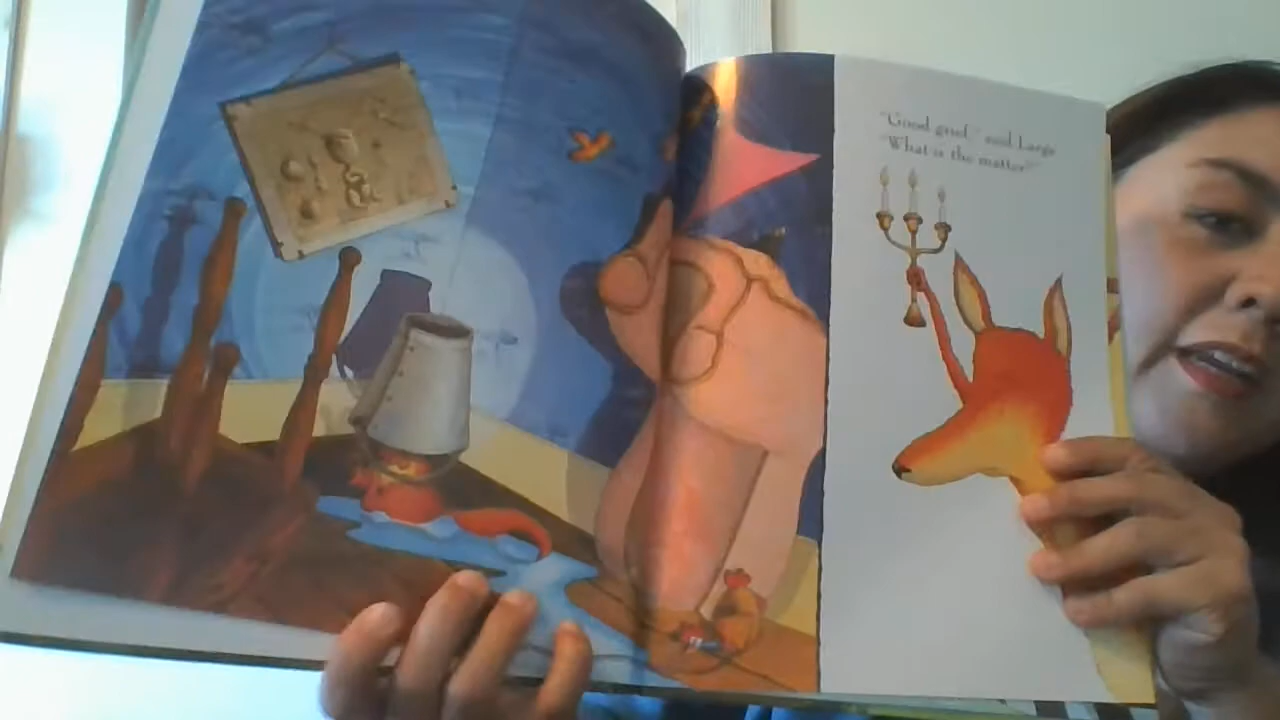 "Good grief," said Large.
"What is the matter?"